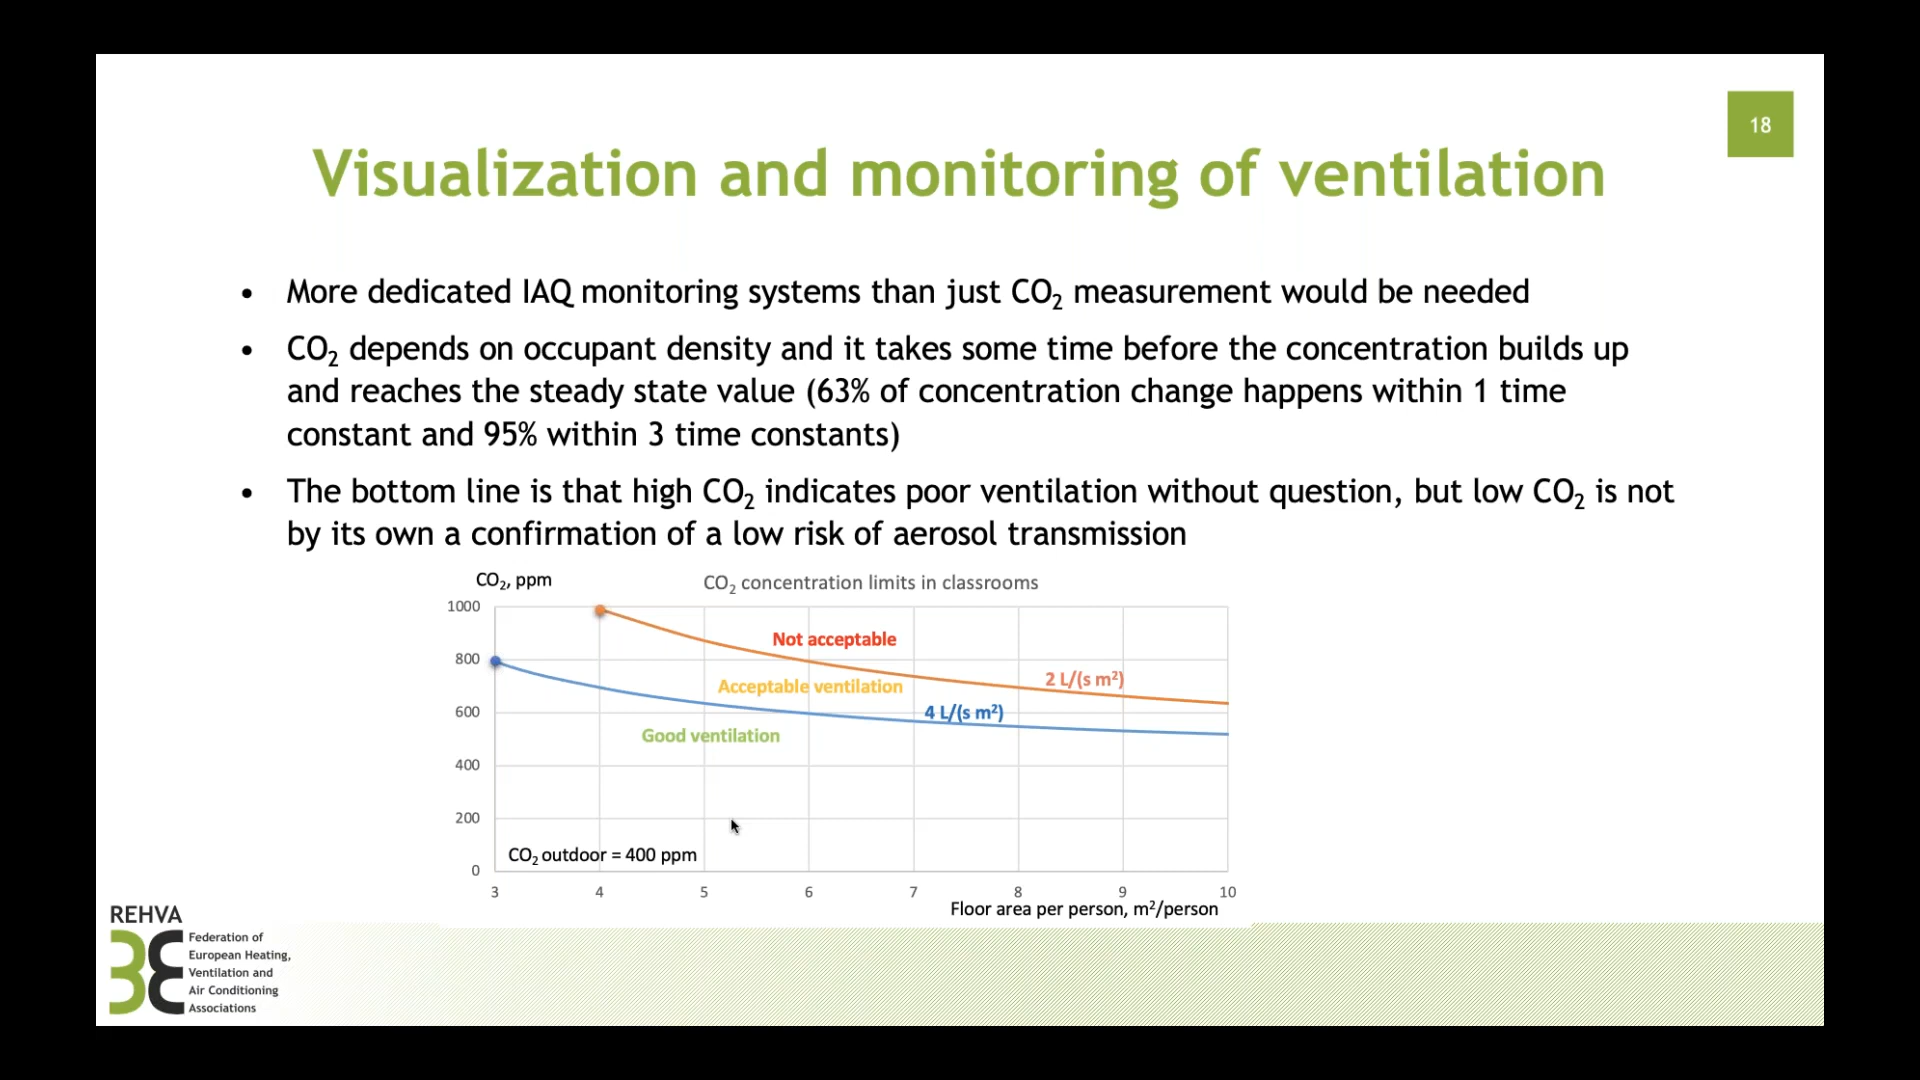 18
Visualization and monitoring of ventilation
• More dedicated IAQ monitoring systems than just CO₂ measurement would be needed
• CO₂ depends on occupant density and it takes some time before the concentration builds up
and reaches the steady state value (63% of concentration change happens within 1 time
constant and 95% within 3 time constants)
• The bottom line is that high CO₂ indicates poor ventilation without question, but low CO₂ is not
by its own a confirmation of a low risk of aerosol transmission
CO₂, ppm
CO₂ concentration limits in classrooms
1000
800
600
400
200
0
Not acceptable
2 L/(s m²)
Acceptable ventilation
4 L/(s m²)
Good ventilation
CO₂ outdoor = 400 ppm
3 4 5 6 7 8 9 10
Floor area per person, m²/person
REHVA
Federation of
European Heating,
Ventilation and
Air Conditioning
Associations